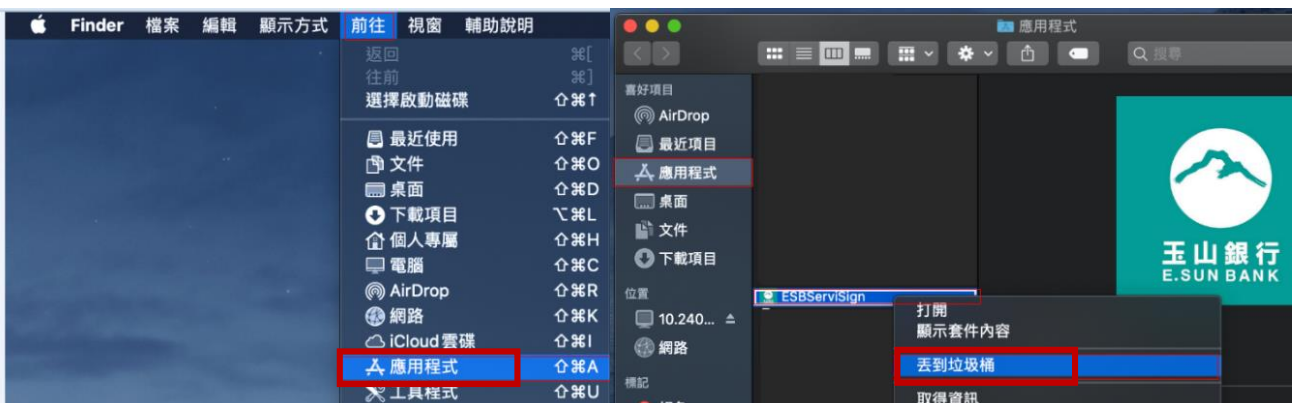 Finder 檔案 編輯 顯示方式 前往 視窗 輔助說明
返回 ⌘[
往前 ⌘]
選擇啟動磁碟 ⇧⌘↑
最近使用 ⇧⌘F
文件 ⇧⌘O
桌面 ⇧⌘D
下載項目 ⌥⌘L
個人專屬 ⇧⌘H
電腦 ⇧⌘C
AirDrop ⇧⌘R
網路 ⇧⌘K
iCloud 雲碟 ⇧⌘I
應用程式 ⇧⌘A
工具程式 ⇧⌘U
應用程式
搜尋
喜好項目
AirDrop
最近項目
應用程式
桌面
文件
下載項目
位置
10.240...
網路
標記
ESBServiSign
打開
顯示套件內容
丟到垃圾桶
取得資訊
玉山銀行
E.SUN BANK